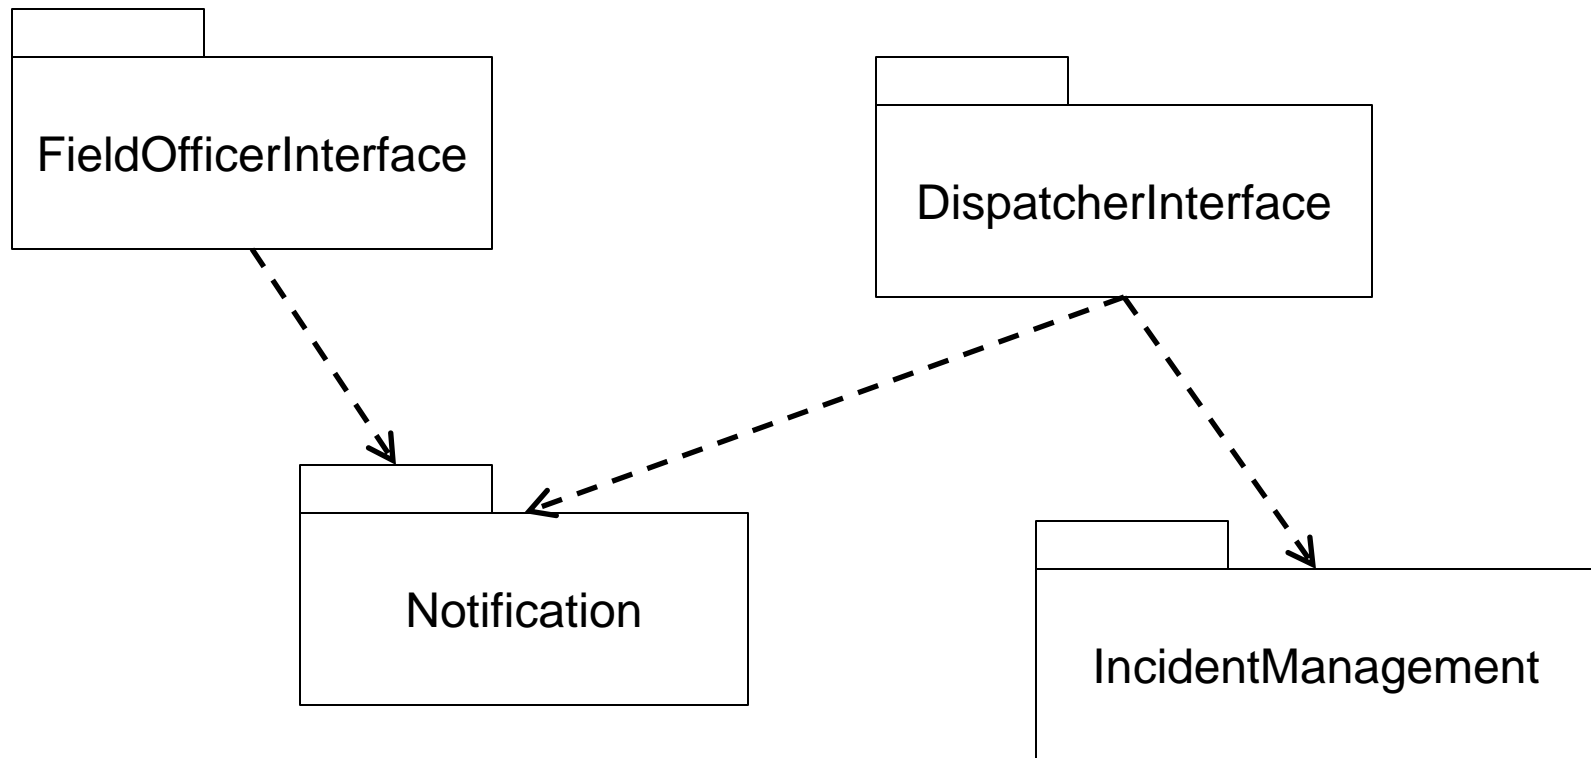 FieldOfficerInterface
DispatcherInterface
Notification
IncidentManagement